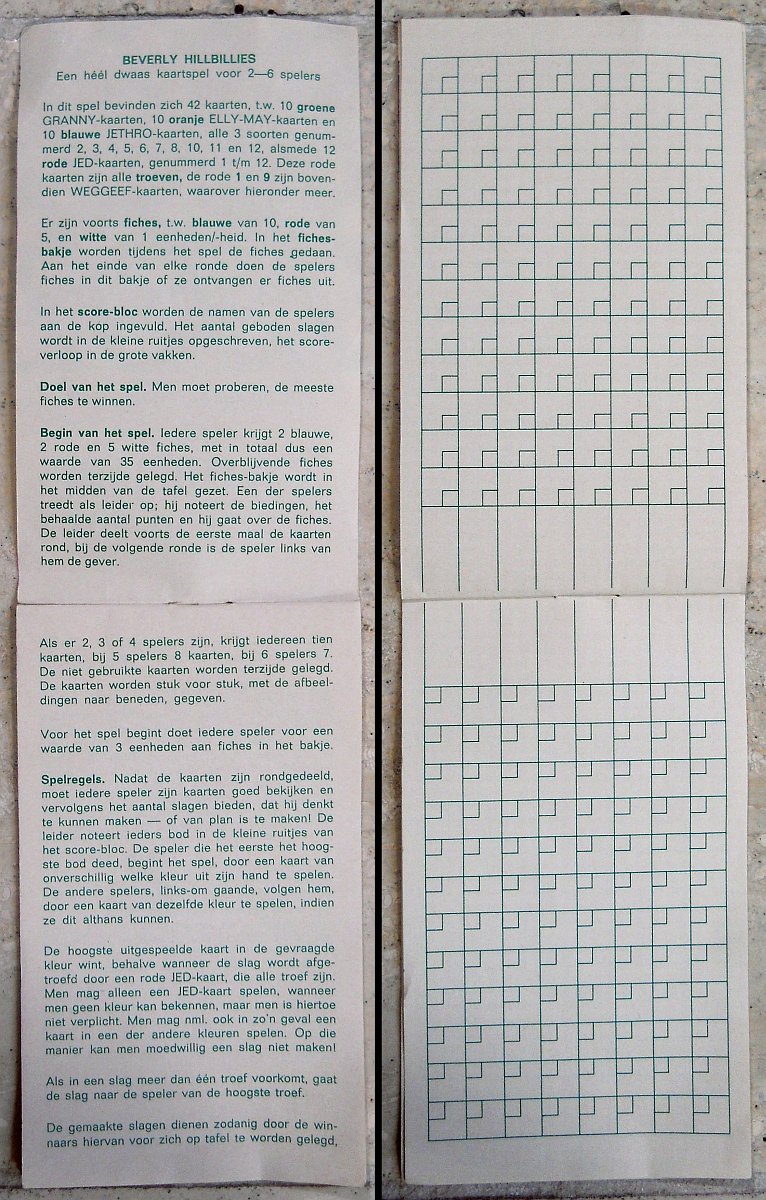 BEVERLY HILLBILLIES
Een héél dwaas kaartspel voor 2—6 spelers
In dit spel bevinden zich 42 kaarten, t.w. 10 groene
GRANNY-kaarten, 10 oranje ELLY-MAY-kaarten en
10 blauwe JETHRO-kaarten, alle 3 soorten genum-
merd 2, 3, 4, 5, 6, 7, 8, 10, 11 en 12, alsmede 12
rode JED-kaarten, genummerd 1 t/m 12. Deze rode
kaarten zijn alle troeven, de rode 1 en 9 zijn boven-
dien WEGGEEF-kaarten, waarover hieronder meer.
Er zijn voorts fiches, t.w. blauwe van 10, rode van
5, en witte van 1 eenheden/-heid. In het fiches-
bakje worden tijdens het spel de fiches gedaan.
Aan het einde van elke ronde doen de spelers
fiches in dit bakje of ze ontvangen er fiches uit.
In het score-bloc worden de namen van de spelers
aan de kop ingevuld. Het aantal geboden slagen
wordt in de kleine ruitjes opgeschreven, het score-
verloop in de grote vakken.
Doel van het spel. Men moet proberen, de meeste
fiches te winnen.
Begin van het spel. Iedere speler krijgt 2 blauwe,
2 rode en 5 witte fiches, met in totaal dus een
waarde van 35 eenheden. Overblijvende fiches
worden terzijde gelegd. Het fiches-bakje wordt in
het midden van de tafel gezet. Een der spelers
treedt als leider op; hij noteert de biedingen, het
behaalde aantal punten en hij gaat over de fiches.
De leider deelt voorts de eerste maal de kaarten
rond, bij de volgende ronde is de speler links van
hem de gever.
Als er 2, 3 of 4 spelers zijn, krijgt iedereen tien
kaarten, bij 5 spelers 8 kaarten, bij 6 spelers 7.
De niet gebruikte kaarten worden terzijde gelegd.
De kaarten worden stuk voor stuk, met de afbeel-
dingen naar beneden, gegeven.
Voor het spel begint doet iedere speler voor een
waarde van 3 eenheden aan fiches in het bakje.
Spelregels. Nadat de kaarten zijn rondgedeeld,
moet iedere speler zijn kaarten goed bekijken en
vervolgens het aantal slagen bieden, dat hij denkt
te kunnen maken — of van plan is te maken! De
leider noteert ieders bod in de kleine ruitjes van
het score-bloc. De speler die het eerste het hoog-
ste bod deed, begint het spel, door een kaart van
onverschillig welke kleur uit zijn hand te spelen.
De andere spelers, links-om gaande, volgen hem,
door een kaart van dezelfde kleur te spelen, indien
ze dit althans kunnen.
De hoogste uitgespeelde kaart in de gevraagde
kleur wint, behalve wanneer de slag wordt afge-
troefd door een rode JED-kaart, die alle troef zijn.
Men mag alleen een JED-kaart spelen, wanneer
men geen kleur kan bekennen, maar men is hiertoe
niet verplicht. Men mag nml. ook in zo'n geval een
kaart in een der andere kleuren spelen. Op die
manier kan men moedwillig een slag niet maken!
Als in een slag meer dan één troef voorkomt, gaat
de slag naar de speler van de hoogste troef.
De gemaakte slagen dienen zodanig door de win-
naars hiervan voor zich op tafel te worden gelegd,